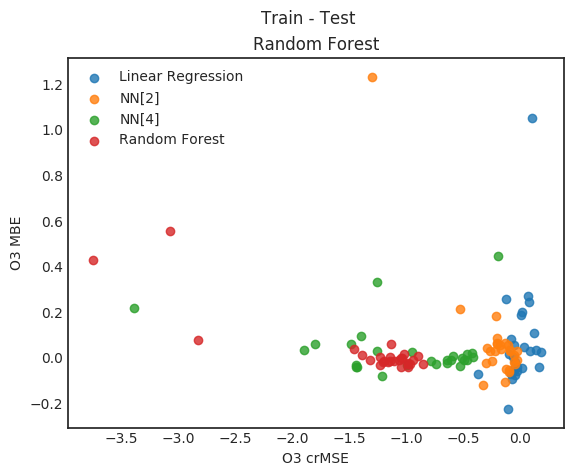 Train - Test
Random Forest
Linear Regression
NN[2]
NN[4]
Random Forest
1.2
1.0
0.8
0.6
0.4
0.2
0.0
−0.2
O3 MBE
−3.5 −3.0 −2.5 −2.0 −1.5 −1.0 −0.5 0.0
O3 crMSE